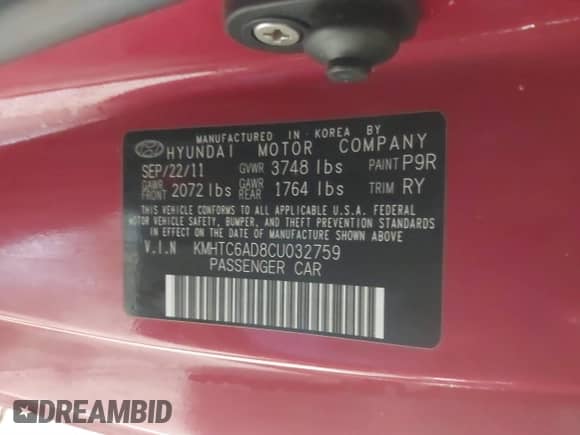 MANUFACTURED IN KOREA BY
HYUNDAI MOTOR COMPANY
SEP/22/11 GVWR 3748 lbs PAINT P9R
GAWR FRONT 2072 lbs GAWR REAR 1764 lbs TRIM RY
THIS VEHICLE CONFORMS TO ALL APPLICABLE U.S.A. FEDERAL
MOTOR VEHICLE SAFETY, BUMPER, AND THEFT PREVENTION STANDARDS
IN EFFECT ON THE DATE OF MANUFACTURE SHOWN ABOVE.
V.I.N KMHTC6AD8CU032759
PASSENGER CAR
DREAMBID